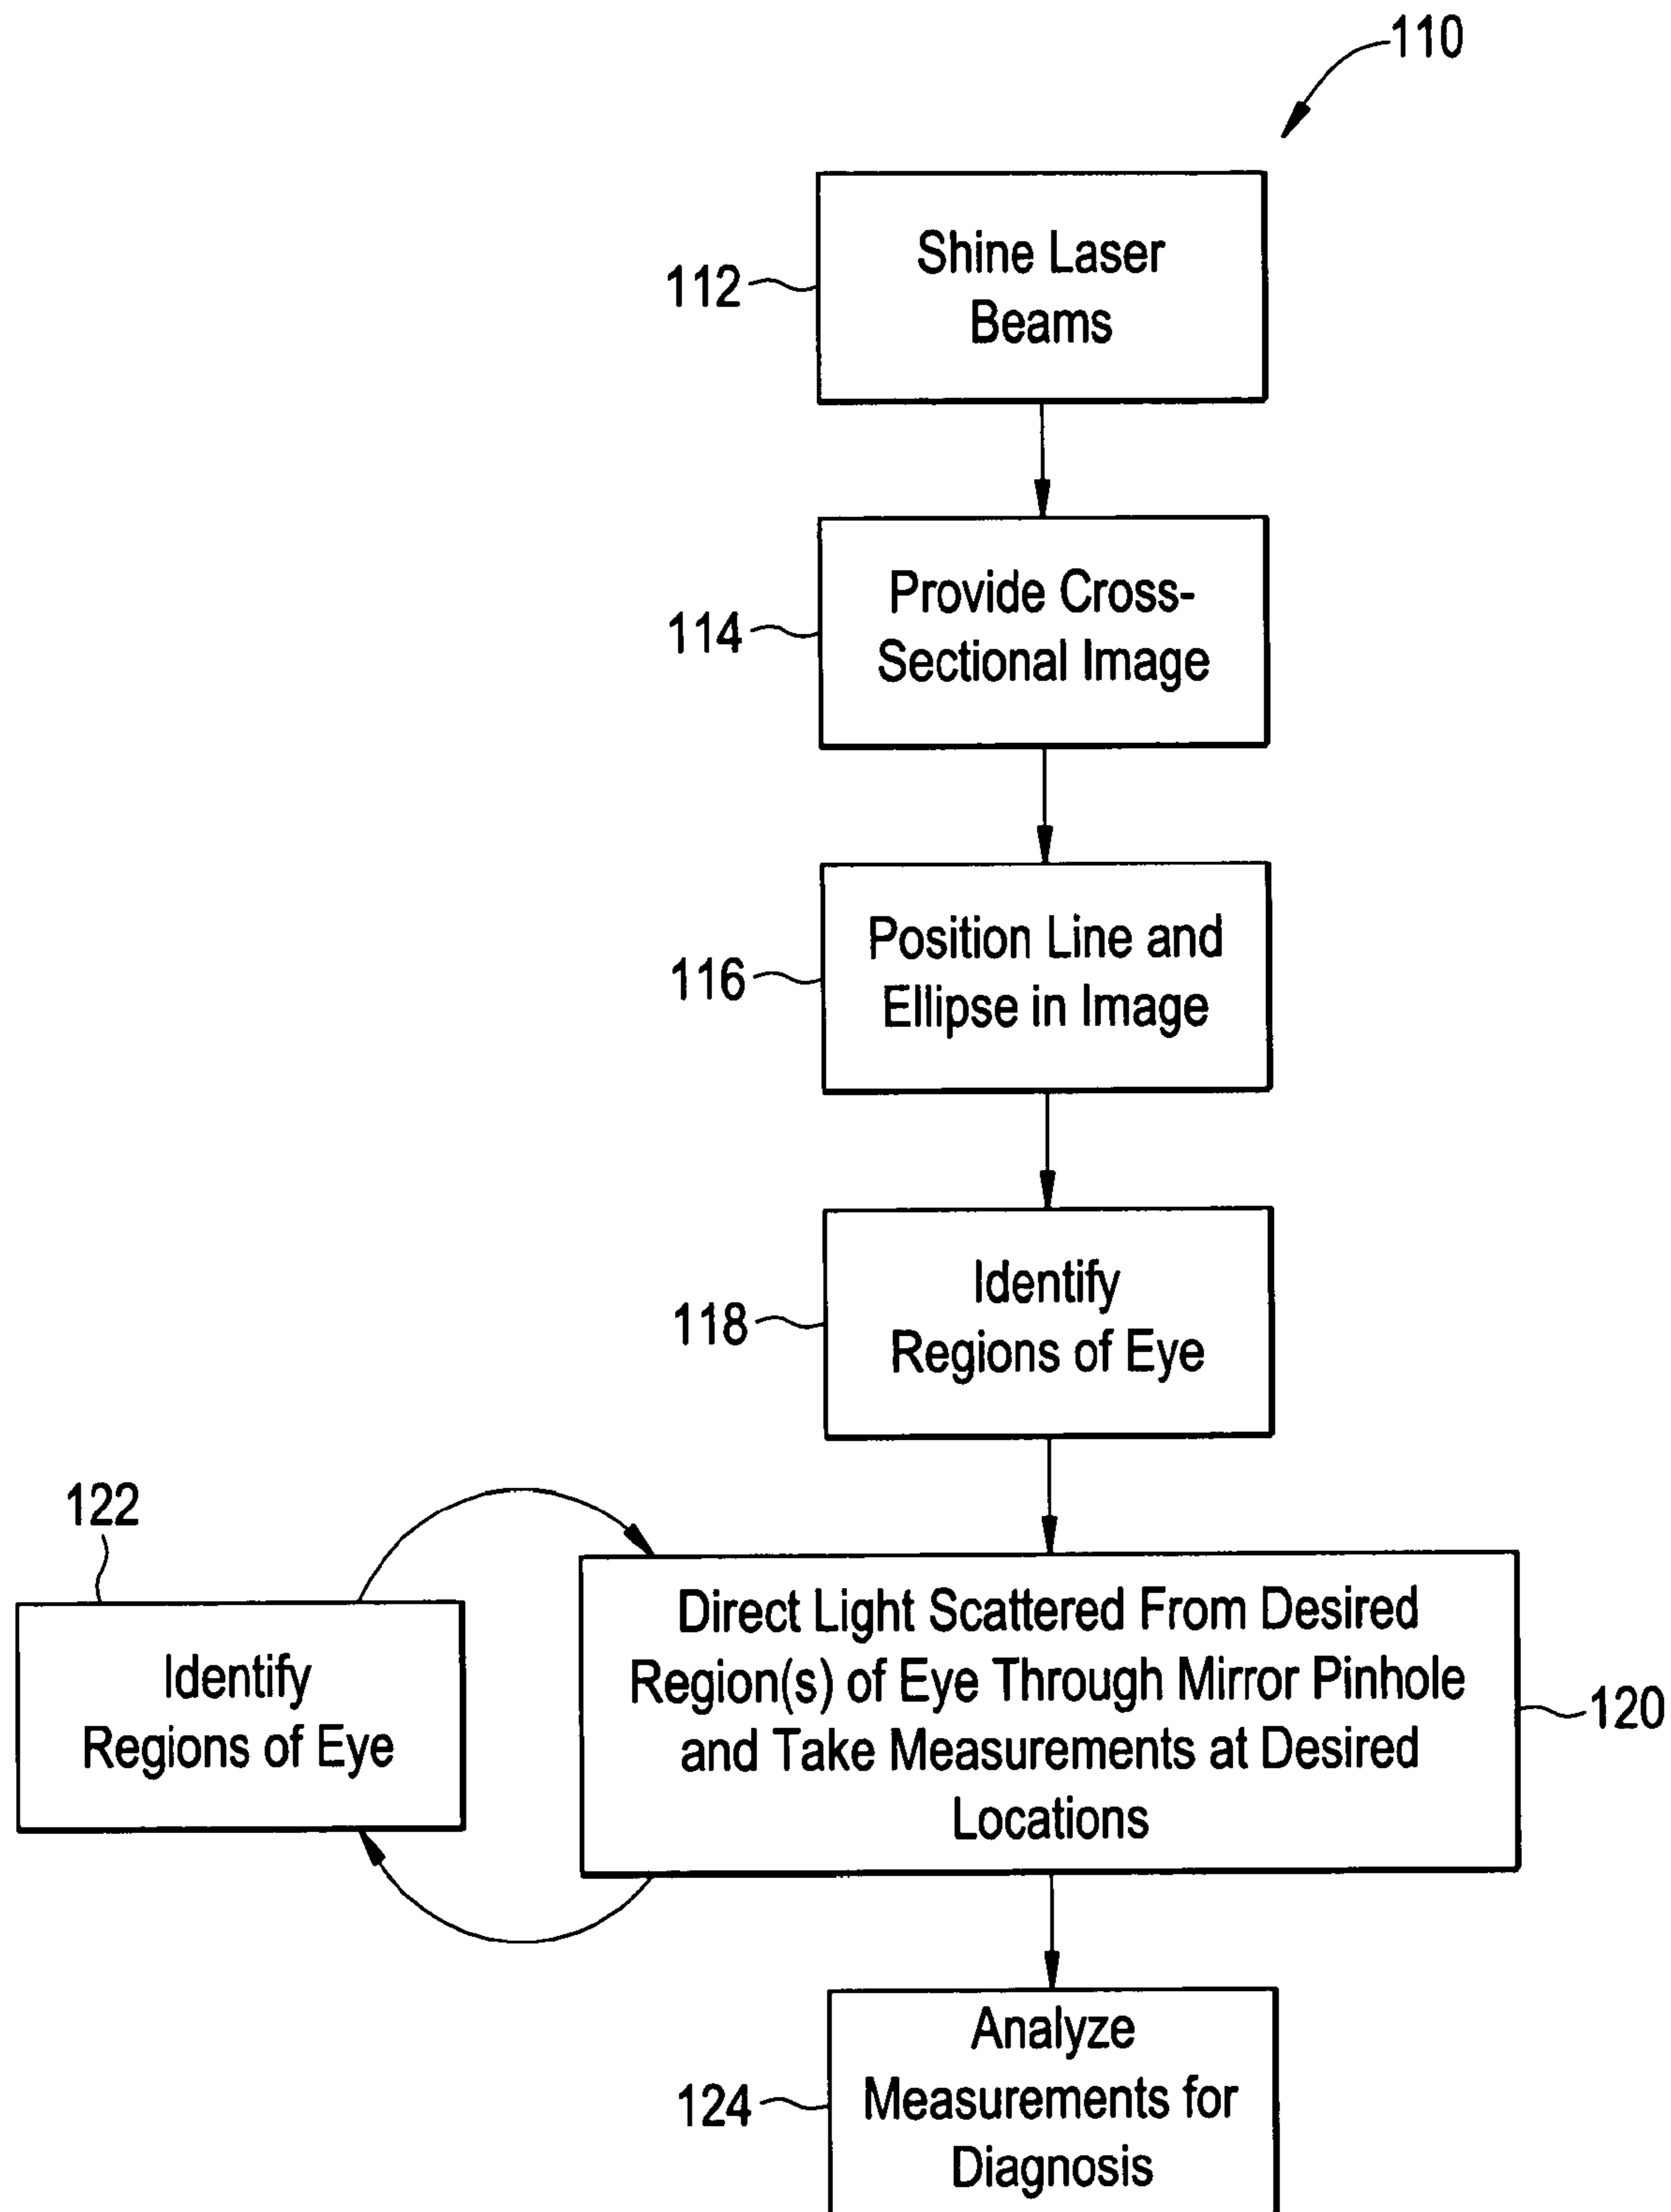 110
112
Shine Laser
Beams
114
Provide Cross-
Sectional Image
116
Position Line and
Ellipse in Image
118
Identify
Regions of Eye
122
Identify
Regions of Eye
Direct Light Scattered From Desired
Region(s) of Eye Through Mirror Pinhole
and Take Measurements at Desired
Locations
120
124
Analyze
Measurements for
Diagnosis